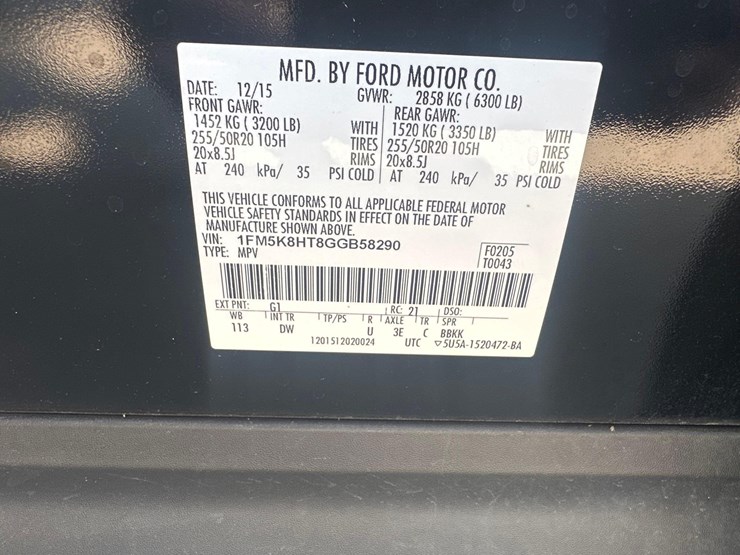 MFD. BY FORD MOTOR CO.
DATE: 12/15 GVWR: 2858 KG ( 6300 LB)
FRONT GAWR: REAR GAWR:
1452 KG ( 3200 LB) WITH 1520 KG ( 3350 LB) WITH
255/50R20 105H TIRES 255/50R20 105H TIRES
20x8.5J RIMS 20x8.5J RIMS
AT 240 kPa/ 35 PSI COLD AT 240 kPa/ 35 PSI COLD
THIS VEHICLE CONFORMS TO ALL APPLICABLE FEDERAL MOTOR
VEHICLE SAFETY STANDARDS IN EFFECT ON THE DATE OF
MANUFACTURE SHOWN ABOVE.
VIN: 1FM5K8HT8GGB58290 F0205
TYPE: MPV T0043
EXT PNT: G1 RC: 21 DSO:
WB INT TR TP/PS R AXLE TR SPR
113 DW U 3E C BBKK
1201512020024 UTC ▽5U5A-1520472-BA